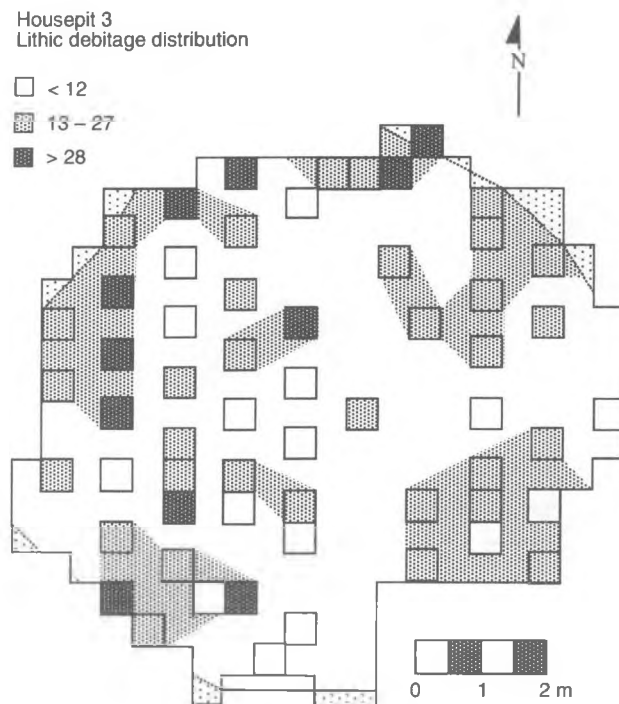 Housepit 3
Lithic debitage distribution
< 12
13 – 27
> 28
N
0 1 2 m